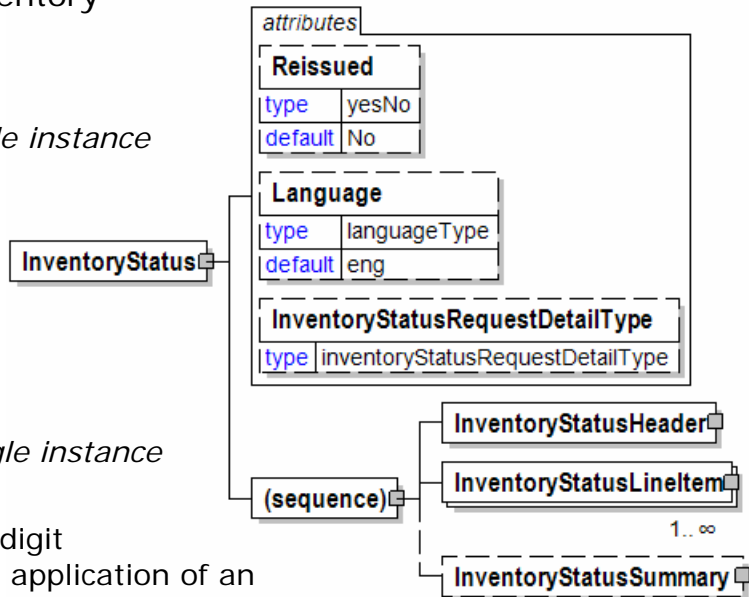 entory
attributes
Reissued
type yesNo
default No
le instance
Language
type languageType
default eng
InventoryStatus
InventoryStatusRequestDetailType
type inventoryStatusRequestDetailType
InventoryStatusHeader
gle instance
InventoryStatusLineItem
(sequence)
1.. ∞
digit
application of an
InventoryStatusSummary